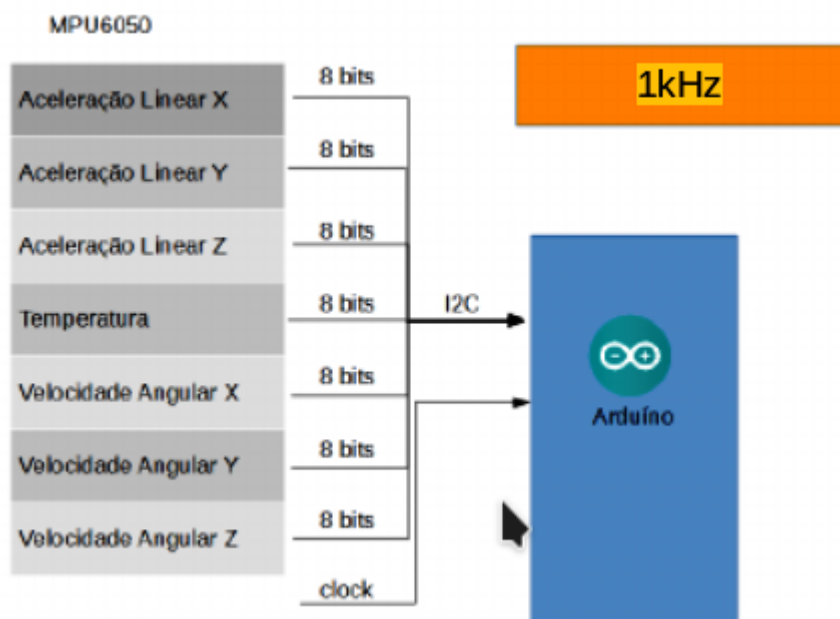 MPU6050
1kHz
Aceleração Linear X
8 bits
Aceleração Linear Y
8 bits
Aceleração Linear Z
8 bits
Temperatura
8 bits
I2C
Velocidade Angular X
8 bits
Velocidade Angular Y
8 bits
Velocidade Angular Z
8 bits
clock
Arduíno